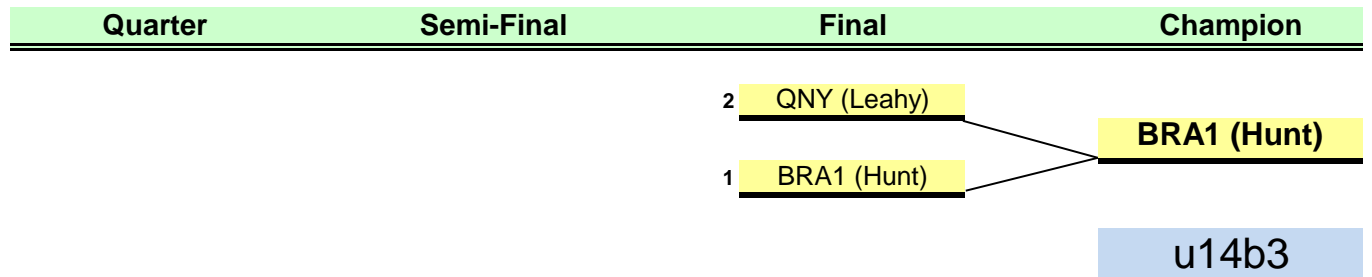 Quarter Semi-Final Final Champion
2 QNY (Leahy)
BRA1 (Hunt)
1 BRA1 (Hunt)
u14b3